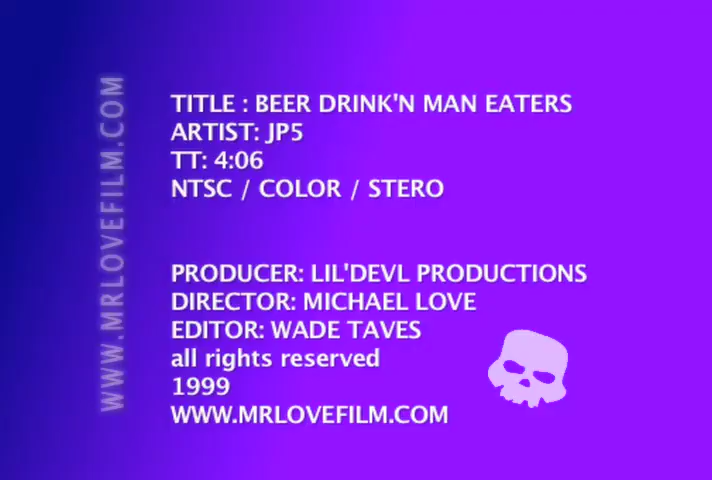 WWW.MRLOVEFILM.COM
TITLE : BEER DRINK'N MAN EATERS
ARTIST: JP5
TT: 4:06
NTSC / COLOR / STERO
PRODUCER: LIL'DEVL PRODUCTIONS
DIRECTOR: MICHAEL LOVE
EDITOR: WADE TAVES
all rights reserved
1999
WWW.MRLOVEFILM.COM